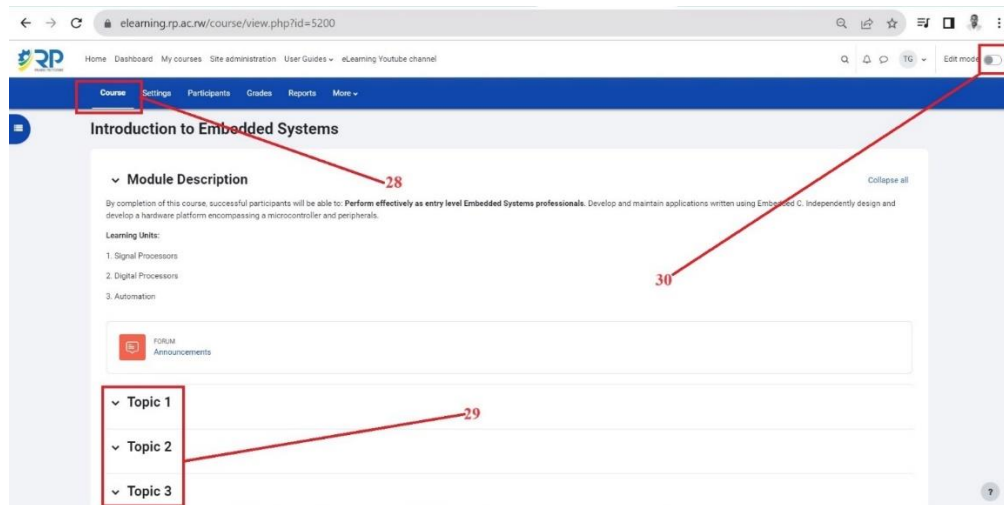 elearning.rp.ac.rw/course/view.php?id=5200
RP
Home Dashboard My courses Site administration User Guides eLearning Youtube channel
TG
Edit mode
Course Settings Participants Grades Reports More
Introduction to Embedded Systems
Module Description
Collapse all
28
By completion of this course, successful participants will be able to: Perform effectively as entry level Embedded Systems professionals. Develop and maintain applications written using Embedded C. Independently design and
develop a hardware platform encompassing a microcontroller and peripherals.
Learning Units:
1. Signal Processors
2. Digital Processors
3. Automation
30
FORUM
Announcements
Topic 1
29
Topic 2
Topic 3
?